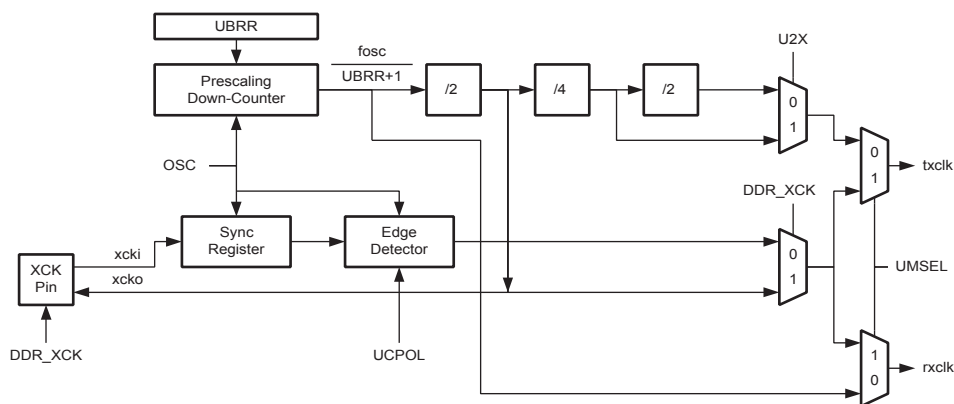 UBRR
fosc
U2X
Prescaling
Down-Counter
UBRR+1
/2
/4
/2
0
1
OSC
0
1
txclk
DDR_XCK
Sync
Register
Edge
Detector
xcki
0
1
UMSEL
XCK
Pin
xcko
DDR_XCK
UCPOL
1
0
rxclk